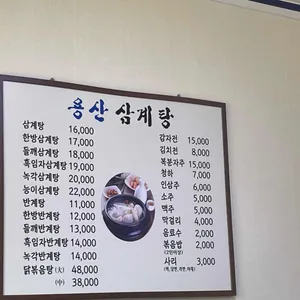 용산 삼계탕
삼계탕 16,000
한방삼계탕 17,000
들깨삼계탕 18,000
흑임자삼계탕 19,000
녹각삼계탕 20,000
능이삼계탕 22,000
반계탕 11,000
한방반계탕 12,000
들깨반계탕 13,000
흑임자반계탕 14,000
녹각반계탕 14,000
닭볶음탕 (大) 48,000
(中) 38,000
감자전 15,000
김치전 8,000
복분자주 15,000
청하 7,000
인삼주 6,000
소주 5,000
맥주 5,000
막걸리 4,000
음료수 2,000
볶음밥 2,000
(2인이상)
사리 3,000